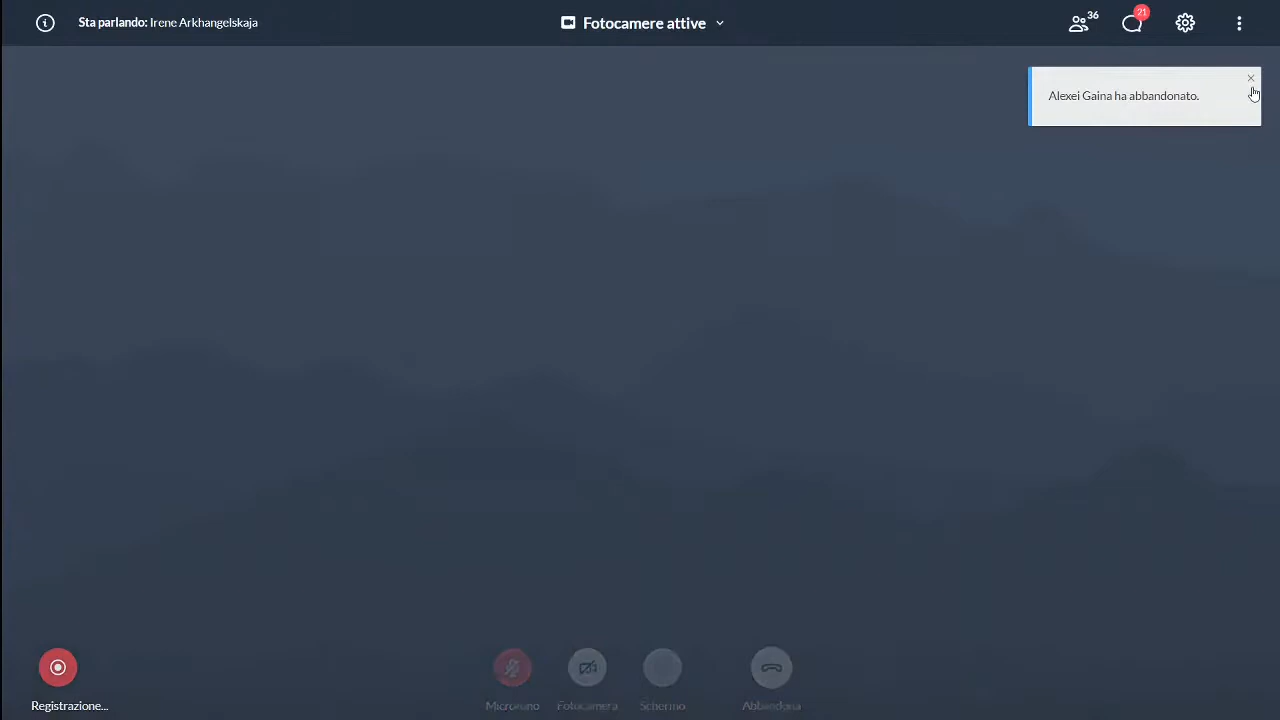 Sta parlando: Irene Arkhangelskaja
Fotocamere attive
36
21
Alexei Gaina ha abbandonato.
Registrazione...
Microfono
Fotocamera
Schermo
Abbandona